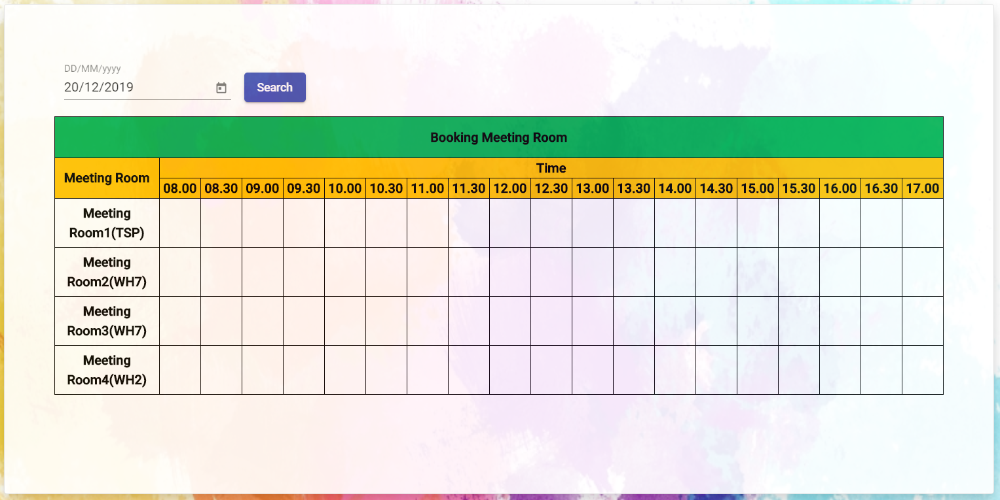 DD/MM/yyyy
20/12/2019
Search
Booking Meeting Room
Meeting Room
Time
08.00 08.30 09.00 09.30 10.00 10.30 11.00 11.30 12.00 12.30 13.00 13.30 14.00 14.30 15.00 15.30 16.00 16.30 17.00
Meeting
Room1(TSP)
Meeting
Room2(WH7)
Meeting
Room3(WH7)
Meeting
Room4(WH2)